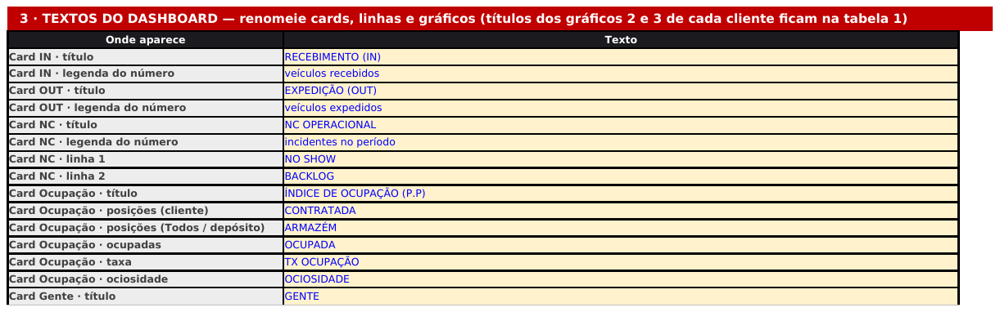 3 · TEXTOS DO DASHBOARD — renomeie cards, linhas e gráficos (títulos dos gráficos 2 e 3 de cada cliente ficam na tabela 1)
Onde aparece Texto
Card IN · título RECEBIMENTO (IN)
Card IN · legenda do número veículos recebidos
Card OUT · título EXPEDIÇÃO (OUT)
Card OUT · legenda do número veículos expedidos
Card NC · título NC OPERACIONAL
Card NC · legenda do número incidentes no período
Card NC · linha 1 NO SHOW
Card NC · linha 2 BACKLOG
Card Ocupação · título ÍNDICE DE OCUPAÇÃO (P.P)
Card Ocupação · posições (cliente) CONTRATADA
Card Ocupação · posições (Todos / depósito) ARMAZÉM
Card Ocupação · ocupadas OCUPADA
Card Ocupação · taxa TX OCUPAÇÃO
Card Ocupação · ociosidade OCIOSIDADE
Card Gente · título GENTE